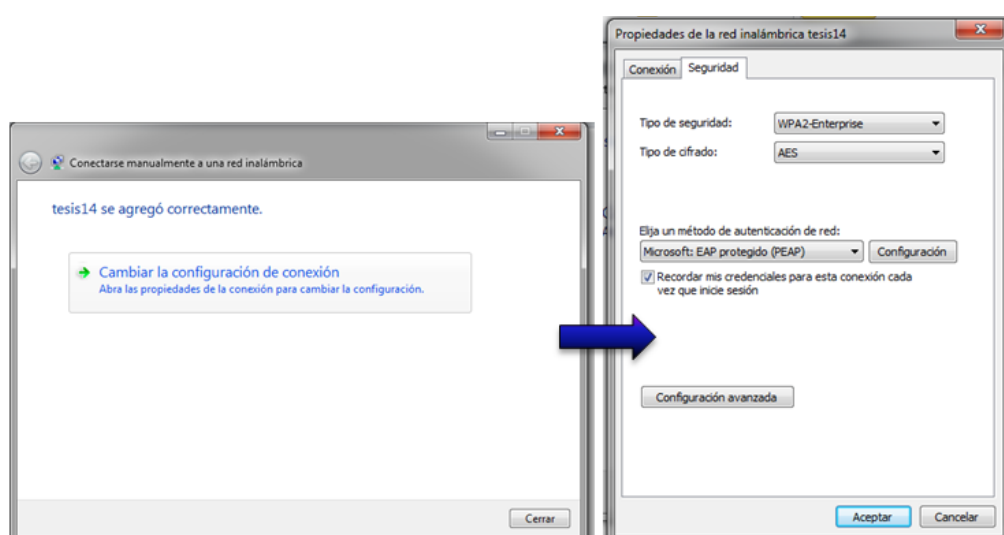 Conectarse manualmente a una red inalámbrica
tesis14 se agregó correctamente.
Cambiar la configuración de conexión
Abra las propiedades de la conexión para cambiar la configuración.
Cerrar
Propiedades de la red inalámbrica tesis14
Conexión
Seguridad
Tipo de seguridad:
WPA2-Enterprise
Tipo de cifrado:
AES
Elija un método de autenticación de red:
Microsoft: EAP protegido (PEAP)
Configuración
Recordar mis credenciales para esta conexión cada
vez que inicie sesión
Configuración avanzada
Aceptar
Cancelar